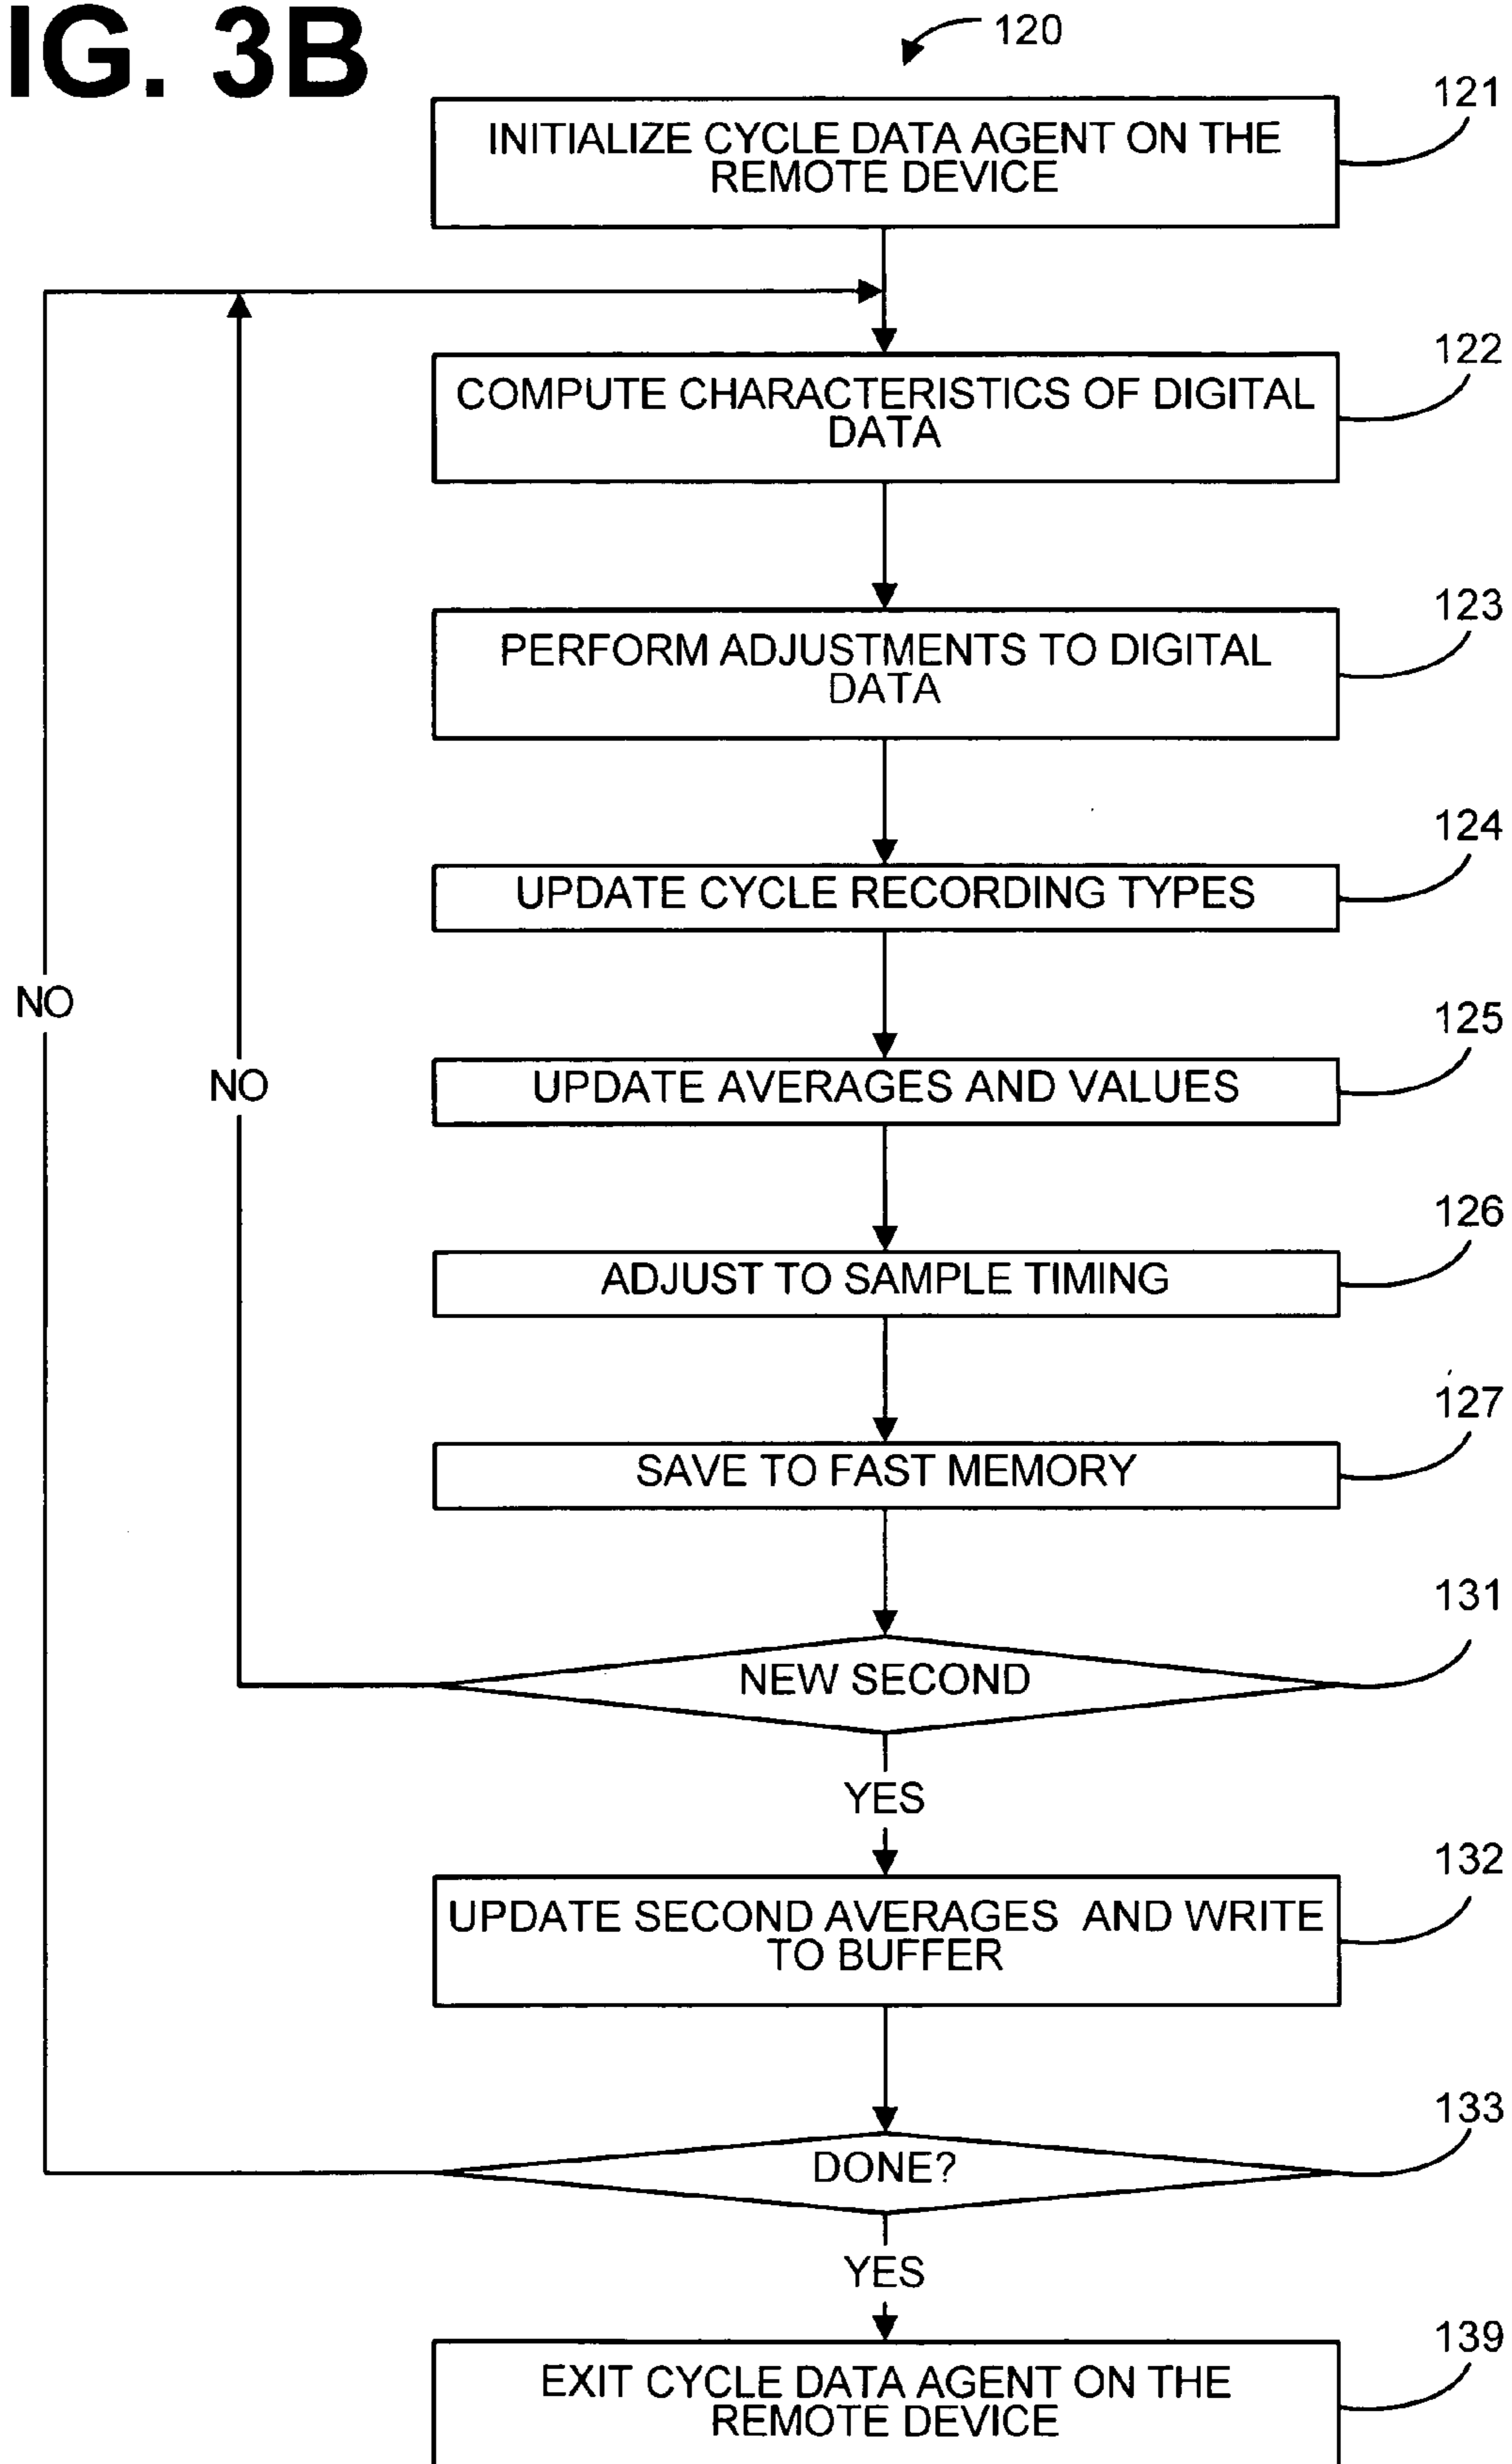 IG. 3B
120
121
INITIALIZE CYCLE DATA AGENT ON THE
REMOTE DEVICE
122
COMPUTE CHARACTERISTICS OF DIGITAL
DATA
123
PERFORM ADJUSTMENTS TO DIGITAL
DATA
124
UPDATE CYCLE RECORDING TYPES
NO
125
NO
UPDATE AVERAGES AND VALUES
126
ADJUST TO SAMPLE TIMING
127
SAVE TO FAST MEMORY
131
NEW SECOND
YES
132
UPDATE SECOND AVERAGES AND WRITE
TO BUFFER
133
DONE?
YES
139
EXIT CYCLE DATA AGENT ON THE
REMOTE DEVICE